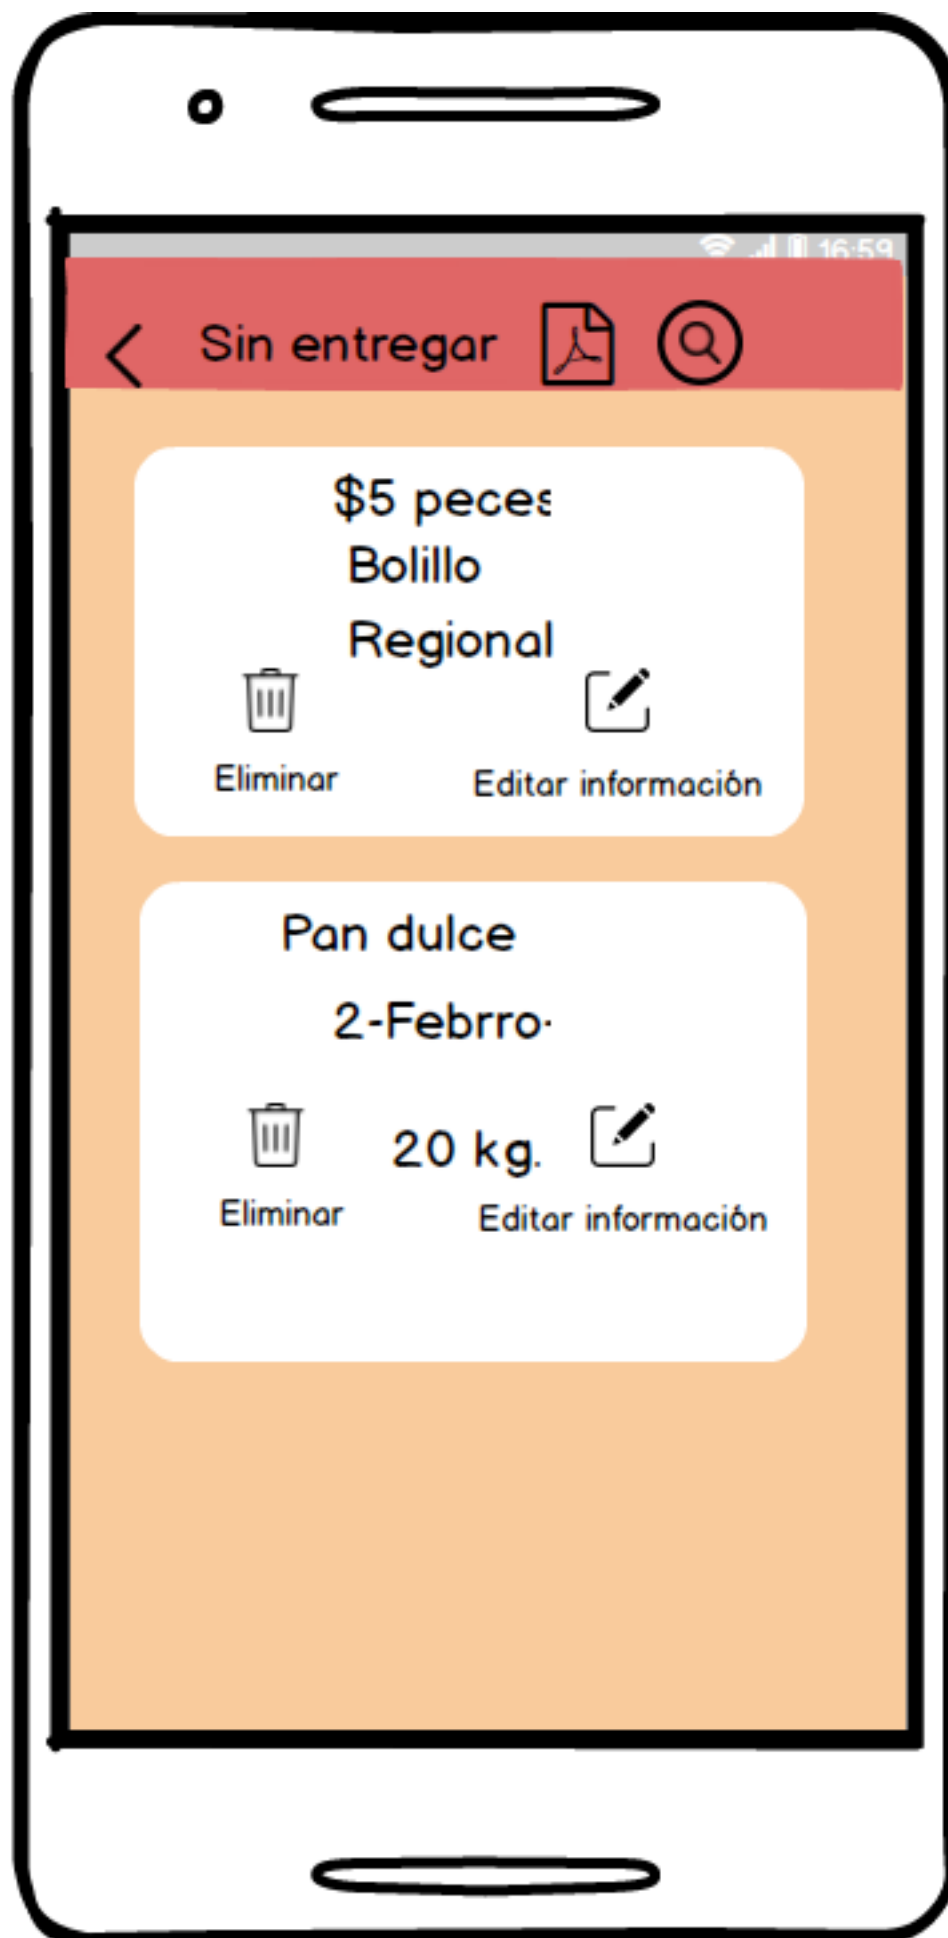 16:59
Sin entregar
$5 peces
Bolillo
Regional
Eliminar
Editar información
Pan dulce
2-Febrro-
20 kg.
Eliminar
Editar información